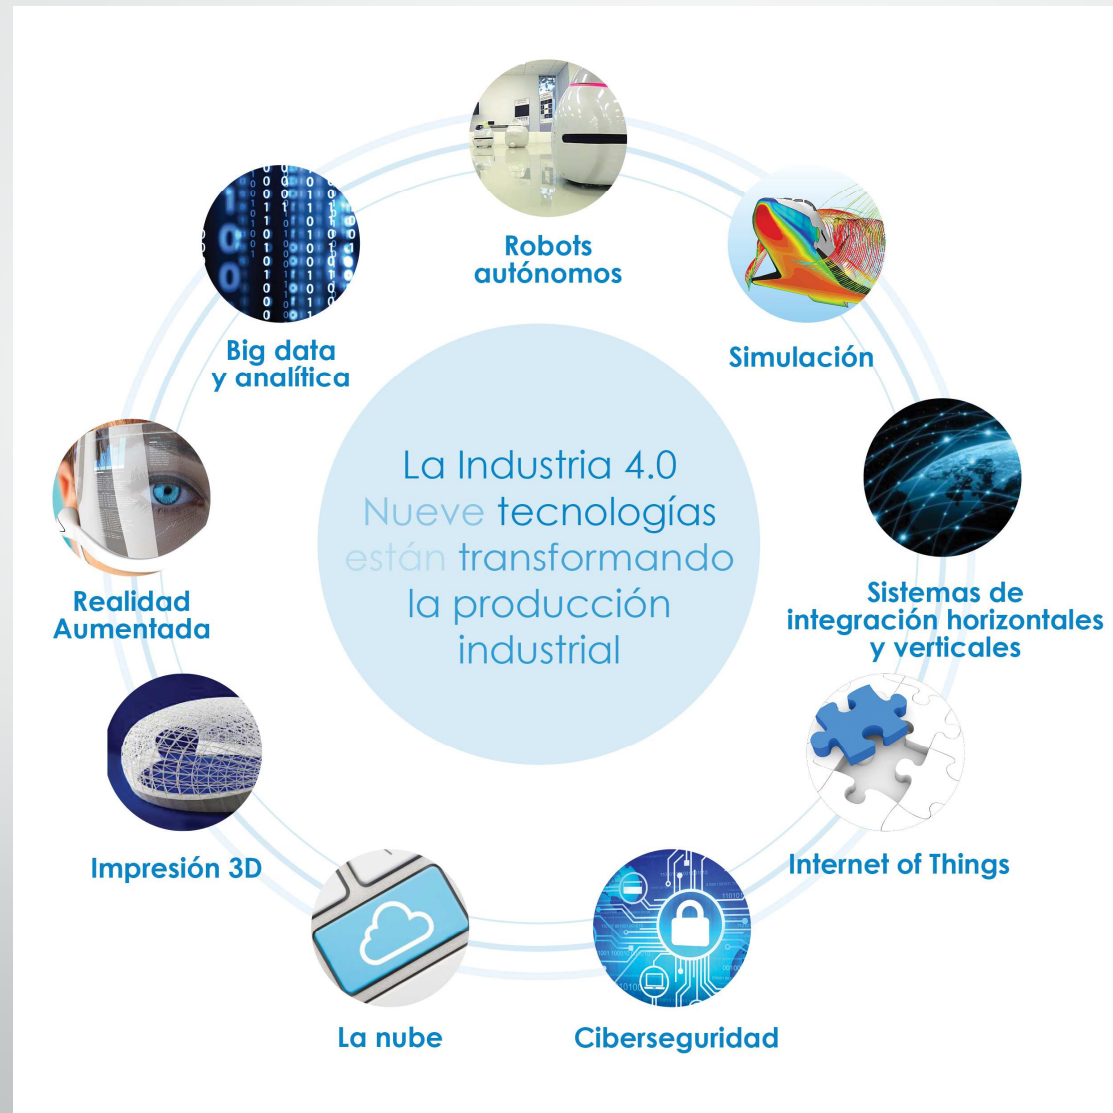 Robots
autónomos
Simulación
Sistemas de
integración horizontales
y verticales
Internet of Things
Ciberseguridad
La nube
Impresión 3D
Realidad
Aumentada
Big data
y analítica
La Industria 4.0
Nueve tecnologías
están transformando
la producción
industrial